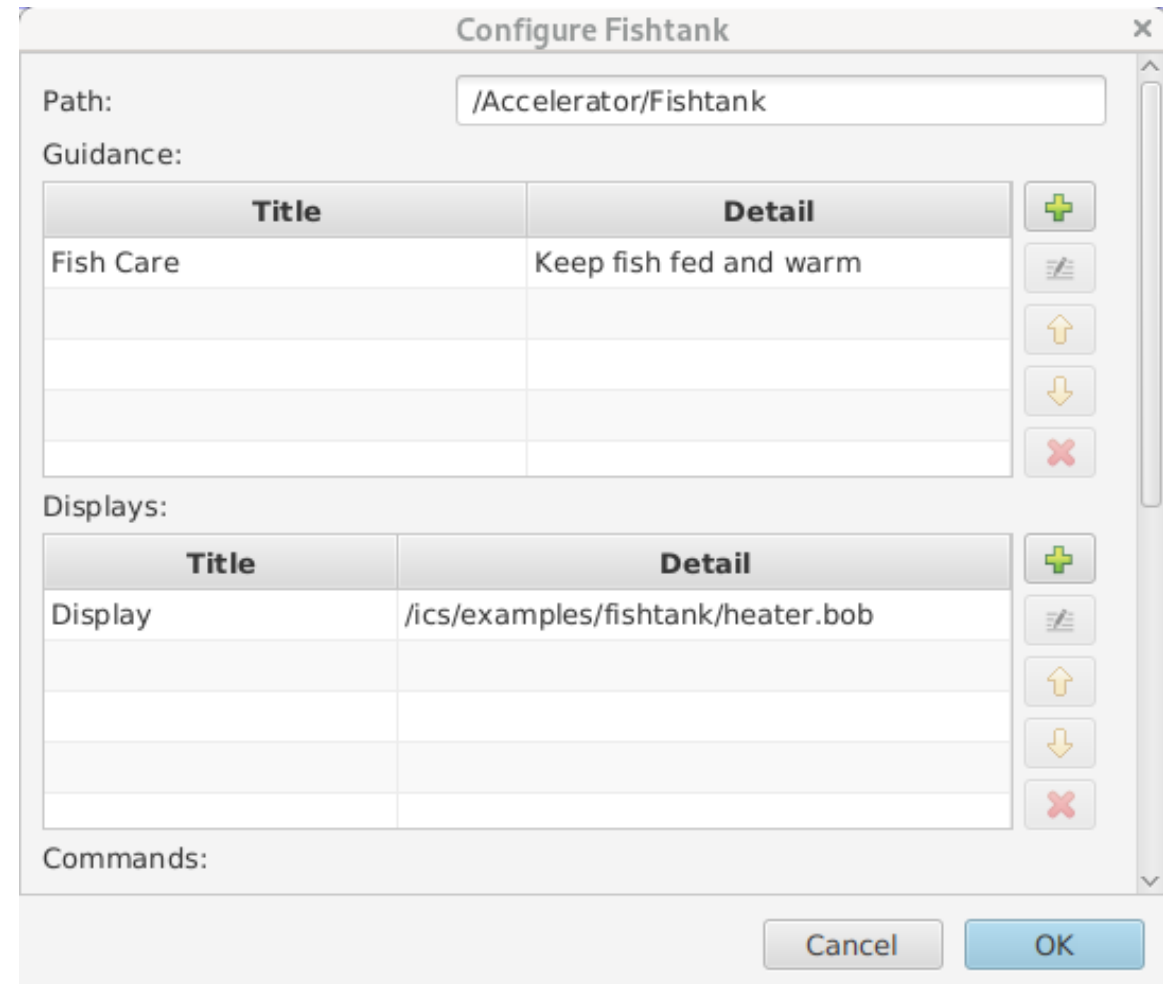 Configure Fishtank
Path: /Accelerator/Fishtank
Guidance:
Title Detail
Fish Care Keep fish fed and warm
Displays:
Title Detail
Display /ics/examples/fishtank/heater.bob
Commands:
Cancel OK